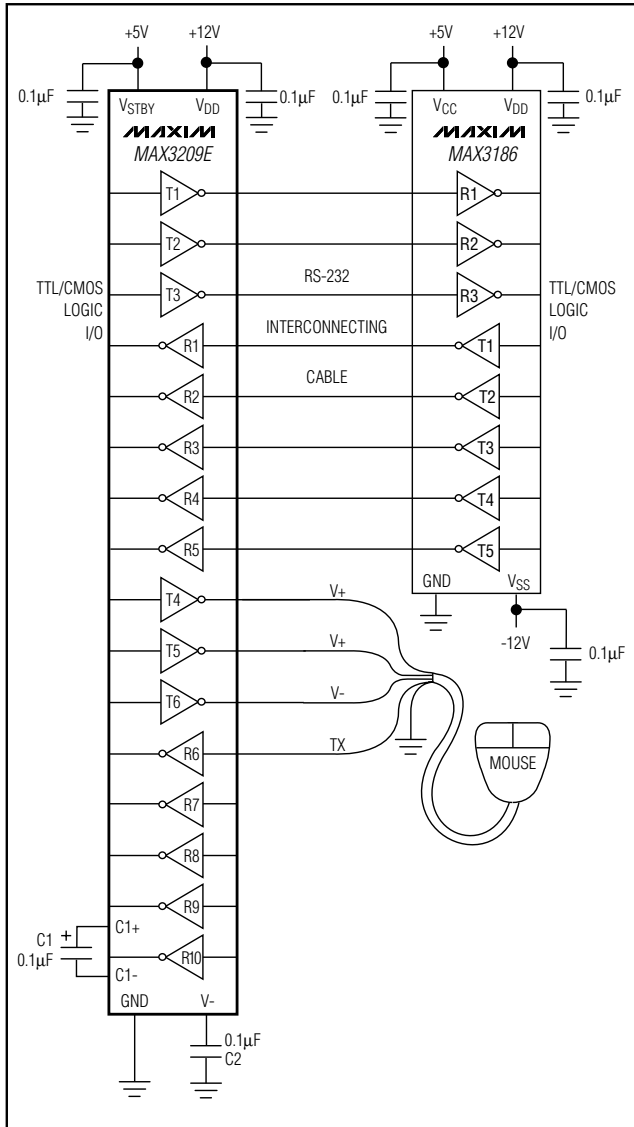 +5V +12V +5V +12V
0.1µF 0.1µF 0.1µF 0.1µF
VSTBY VDD VCC VDD
MAXIM MAXIM
MAX3209E MAX3186
T1 R1
T2 R2
RS-232
TTL/CMOS T3 R3 TTL/CMOS
LOGIC LOGIC
I/O INTERCONNECTING I/O
R1 T1
CABLE
R2 T2
R3 T3
R4 T4
R5 T5
GND VSS
T4 V+
-12V 0.1µF
T5 V+
T6 V-
R6 TX MOUSE
R7
R8
R9
C1 + C1+
0.1µF R10
C1-
GND V-
0.1µF
C2